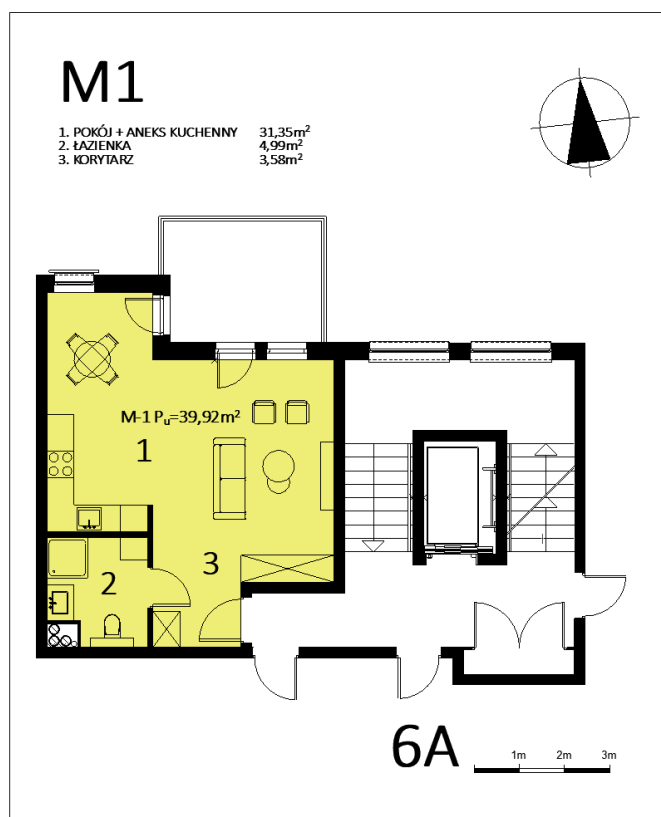 M1
1. POKÓJ + ANEKS KUCHENNY 31,35m²
2. ŁAZIENKA 4,99m²
3. KORYTARZ 3,58m²
M-1 Pᵤ=39,92m²
1
2
3
6A
1m 2m 3m